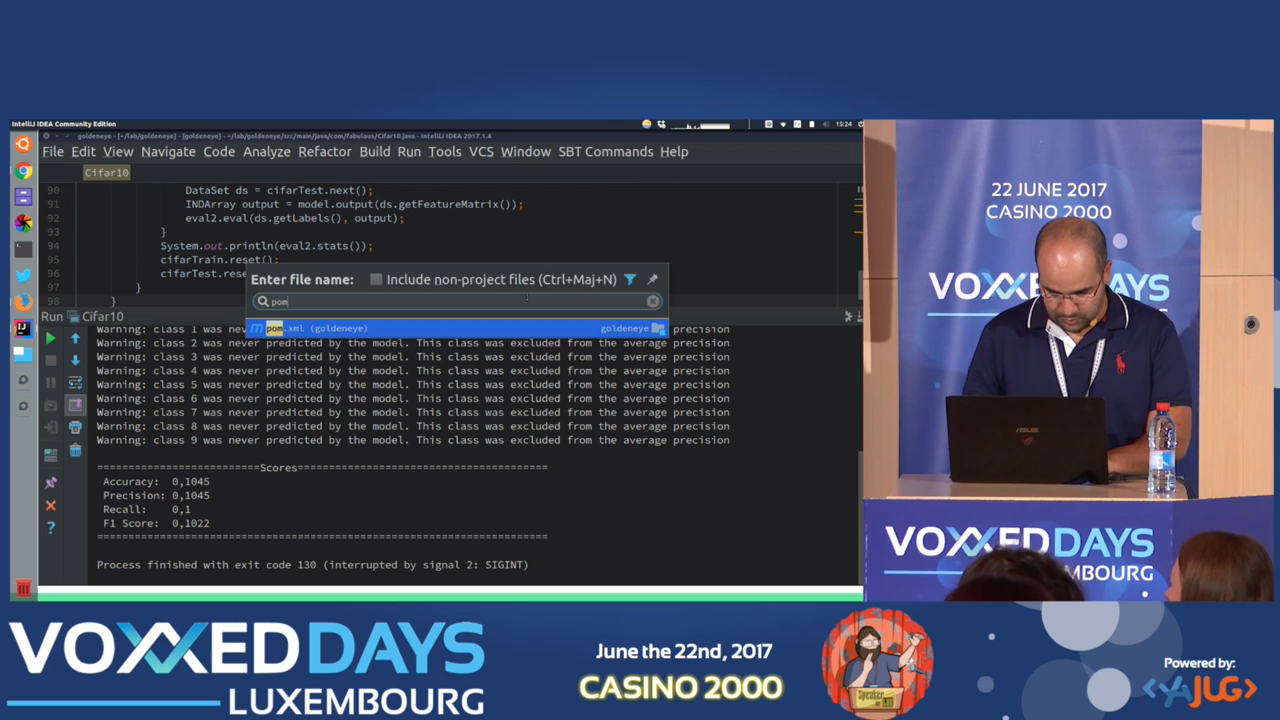 IntelliJ IDEA Community Edition
15:24
goldeneye - [~/lab/goldeneye] - [goldeneye] - ~/lab/goldeneye/src/main/java/com/fabulous/Cifar10.java - IntelliJ IDEA 2017.1.4
File Edit View Navigate Code Analyze Refactor Build Run Tools VCS Window SBT Commands Help
Cifar10
90 DataSet ds = cifarTest.next();
91 INDArray output = model.output(ds.getFeatureMatrix());
92 eval2.eval(ds.getLabels(), output);
93 }
94 System.out.println(eval2.stats());
95 cifarTrain.reset();
96 cifarTest.rese
97 }
98 }
Enter file name: Include non-project files (Ctrl+Maj+N)
pom
pom.xml (goldeneye) goldeneye
Run Cifar10
Warning: class 1 was nev r precision
Warning: class 2 was never predicted by the model. This class was excluded from the average precision
Warning: class 3 was never predicted by the model. This class was excluded from the average precision
Warning: class 4 was never predicted by the model. This class was excluded from the average precision
Warning: class 5 was never predicted by the model. This class was excluded from the average precision
Warning: class 6 was never predicted by the model. This class was excluded from the average precision
Warning: class 7 was never predicted by the model. This class was excluded from the average precision
Warning: class 8 was never predicted by the model. This class was excluded from the average precision
Warning: class 9 was never predicted by the model. This class was excluded from the average precision
==========================Scores========================================
Accuracy: 0,1045
Precision: 0,1045
Recall: 0,1
F1 Score: 0,1022
========================================================================
Process finished with exit code 130 (interrupted by signal 2: SIGINT)
22 JUNE 2017
CASINO 2000
VOXXED DAYS
ASUS
VOXXED DAYS
VOXXED DAYS
LUXEMBOURG
June the 22nd, 2017
CASINO 2000
Speaker
Powered by:
YAJUG